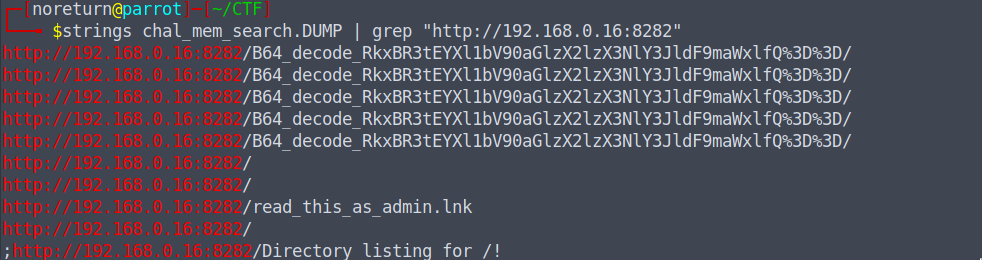 ┌─[noreturn@parrot]─[~/CTF]
└──╼ $strings chal_mem_search.DUMP | grep "http://192.168.0.16:8282"
http://192.168.0.16:8282/B64_decode_RkxBR3tEYXl1bV90aGlzX2lzX3NlY3JldF9maWxlfQ%3D%3D/
http://192.168.0.16:8282/B64_decode_RkxBR3tEYXl1bV90aGlzX2lzX3NlY3JldF9maWxlfQ%3D%3D/
http://192.168.0.16:8282/B64_decode_RkxBR3tEYXl1bV90aGlzX2lzX3NlY3JldF9maWxlfQ%3D%3D/
http://192.168.0.16:8282/B64_decode_RkxBR3tEYXl1bV90aGlzX2lzX3NlY3JldF9maWxlfQ%3D%3D/
http://192.168.0.16:8282/B64_decode_RkxBR3tEYXl1bV90aGlzX2lzX3NlY3JldF9maWxlfQ%3D%3D/
http://192.168.0.16:8282/
http://192.168.0.16:8282/
http://192.168.0.16:8282/read_this_as_admin.lnk
http://192.168.0.16:8282/
;http://192.168.0.16:8282/Directory listing for /!